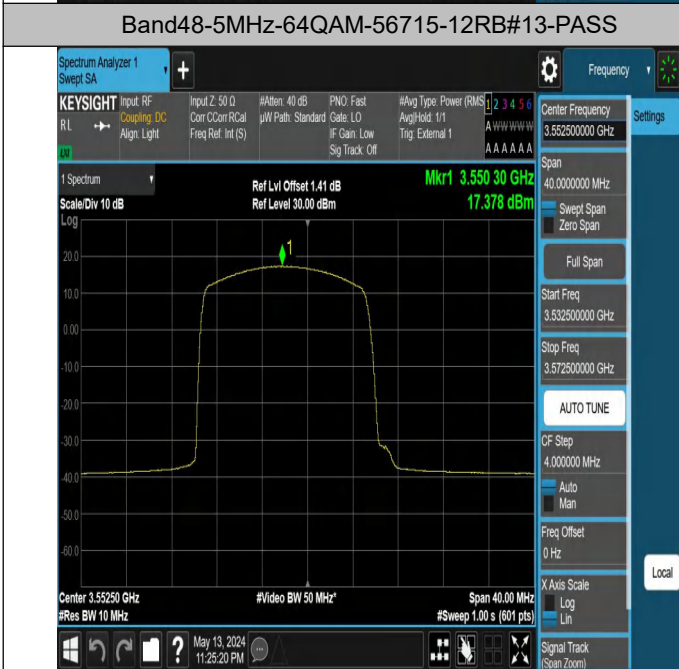 Band48-5MHz-64QAM-56715-12RB#13-PASS
Spectrum Analyzer 1
Swept SA
Frequency
Settings
KEYSIGHT
RL
Input: RF
Coupling: DC
Align: Light
Input Z: 50 Ω
Corr CCorr RCal
Freq Ref: Int (S)
#Atten: 40 dB
µW Path: Standard
PNO: Fast
Gate: LO
IF Gain: Low
Sig Track: Off
#Avg Type: Power (RMS
Avg|Hold: 1/1
Trig: External 1
1 2 3 4 5 6
A W W W W W
A A A A A A
1 Spectrum
Scale/Div 10 dB
Log
Ref Lvl Offset 1.41 dB
Ref Level 30.00 dBm
Mkr1 3.550 30 GHz
17.378 dBm
1
20.0
10.0
0.00
-10.0
-20.0
-30.0
-40.0
-50.0
-60.0
Center 3.55250 GHz
#Res BW 10 MHz
#Video BW 50 MHz*
Span 40.00 MHz
#Sweep 1.00 s (601 pts)
Center Frequency
3.552500000 GHz
Span
40.0000000 MHz
Swept Span
Zero Span
Full Span
Start Freq
3.532500000 GHz
Stop Freq
3.572500000 GHz
AUTO TUNE
CF Step
4.000000 MHz
Auto
Man
Freq Offset
0 Hz
X Axis Scale
Log
Lin
Signal Track
(Span Zoom)
Local
?
May 13, 2024
11:25:20 PM